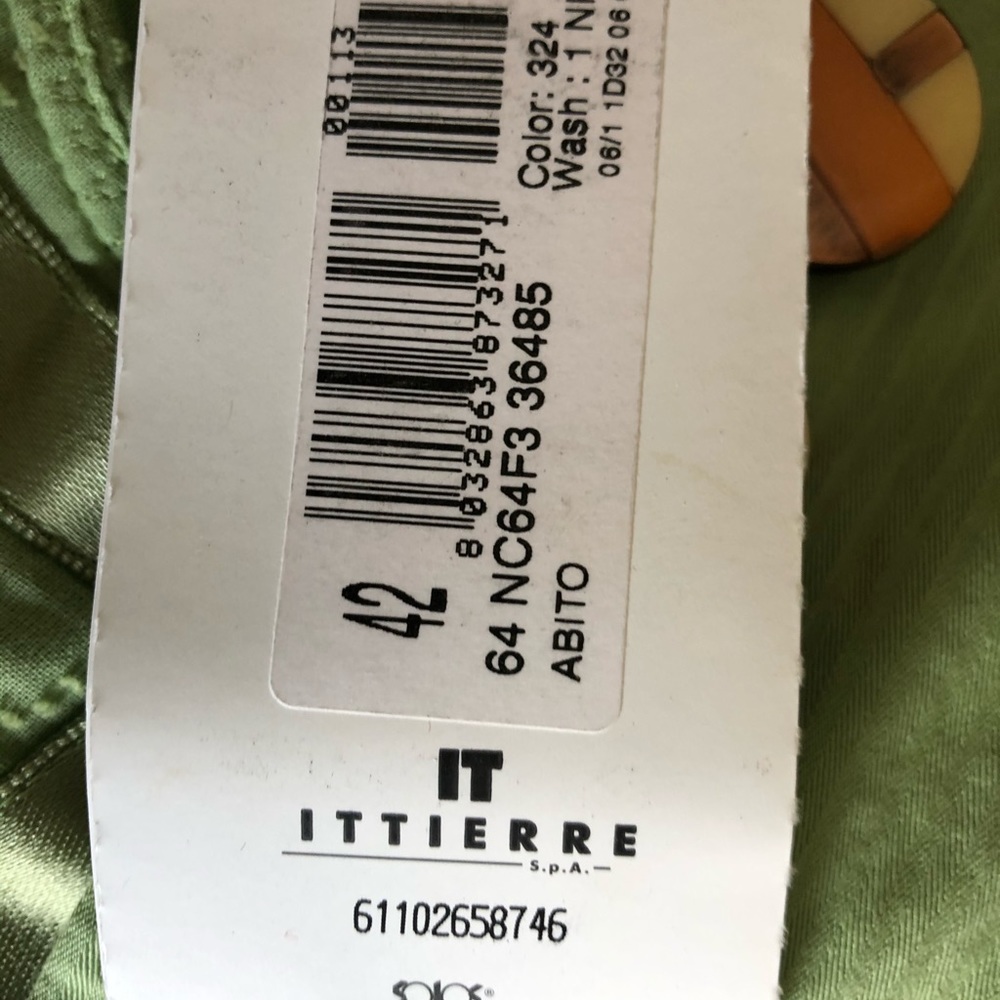 00113
Color: 324
Wash : 1
06/1 1D32 06
8 032863 873271
42
64 NC64F3 36485
ABITO
IT
ITTIERRE
S.p.A.
61102658746